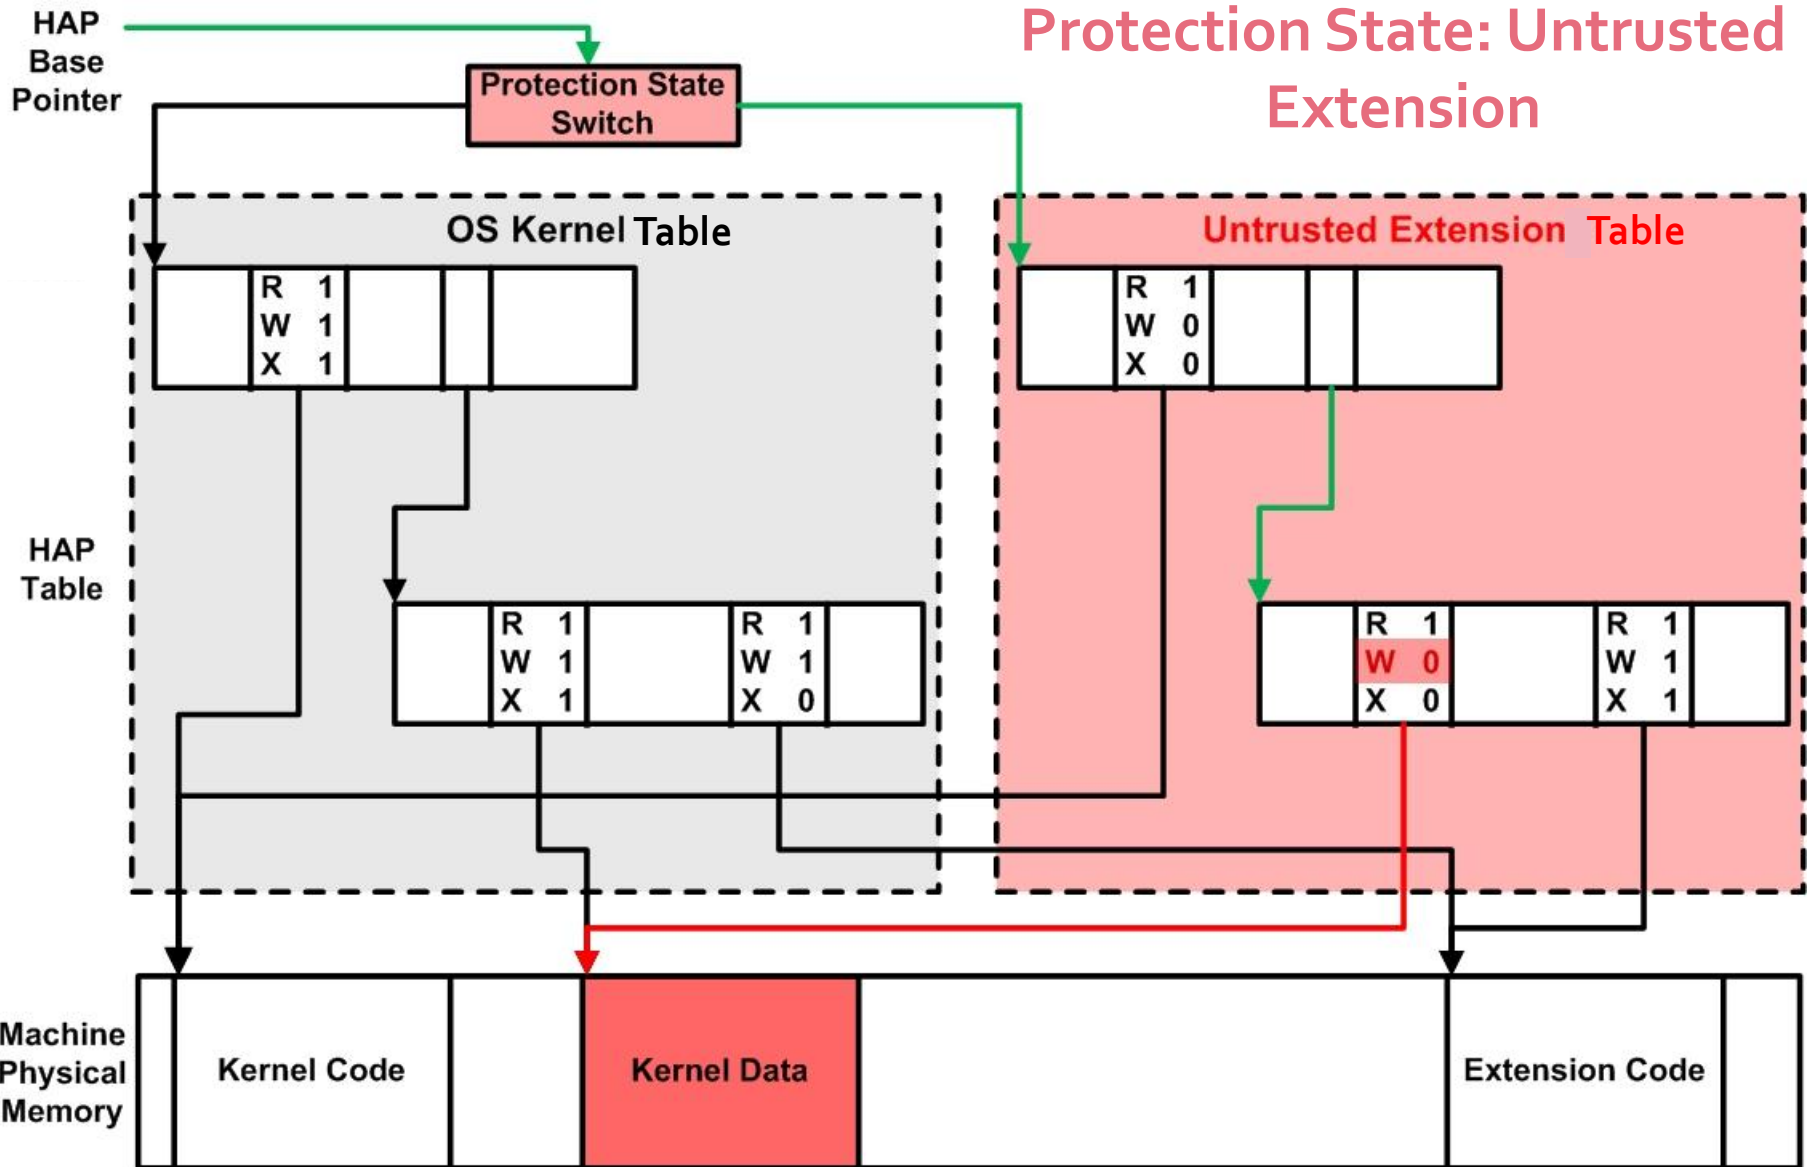 HAP
Base
Pointer
Protection State: Untrusted
Extension
Protection State
Switch
OS Kernel Table
Untrusted Extension Table
R 1
W 1
X 1
R 1
W 0
X 0
HAP
Table
R 1
W 1
X 1
R 1
W 1
X 0
R 1
W 0
X 0
R 1
W 1
X 1
Machine
Physical
Memory
Kernel Code
Kernel Data
Extension Code